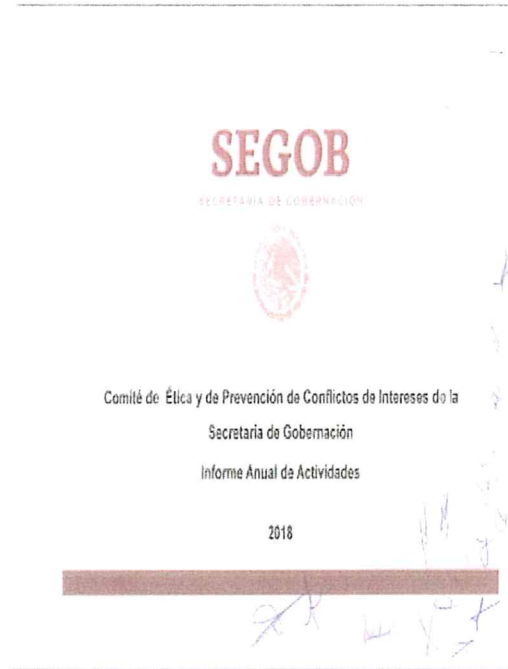 SEGOB
SECRETARÍA DE GOBERNACIÓN
Comité de Ética y de Prevención de Conflictos de Intereses de la
Secretaria de Gobernación
Informe Anual de Actividades
2018